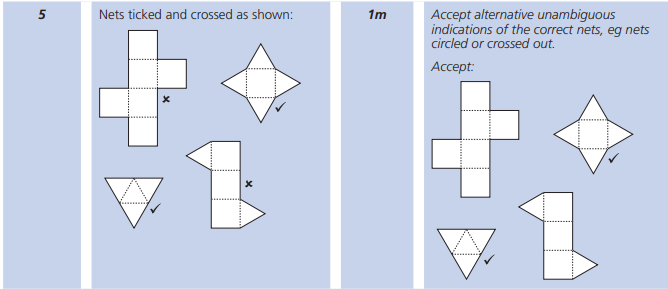 5
Nets ticked and crossed as shown:
1m
Accept alternative unambiguous
indications of the correct nets, eg nets
circled or crossed out.
Accept: